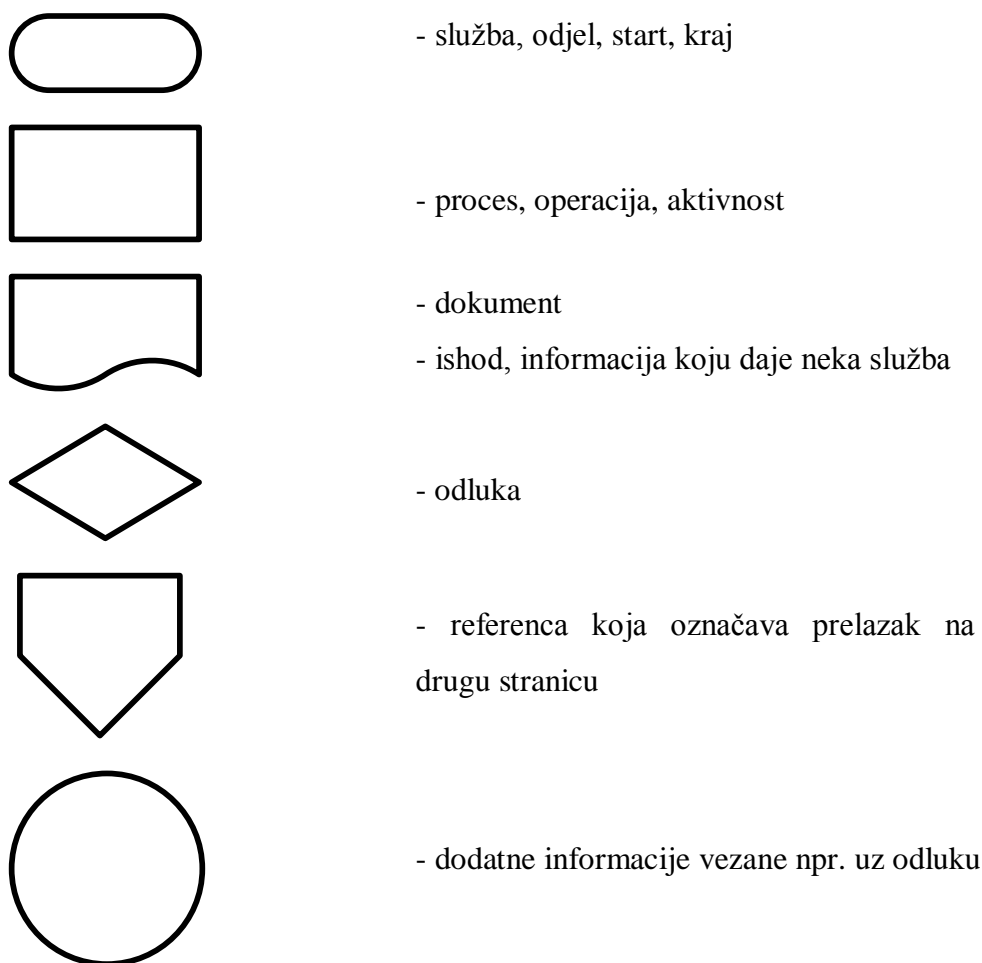 - služba, odjel, start, kraj
- proces, operacija, aktivnost
- dokument
- ishod, informacija koju daje neka služba
- odluka
- referenca koja označava prelazak na
drugu stranicu
- dodatne informacije vezane npr. uz odluku